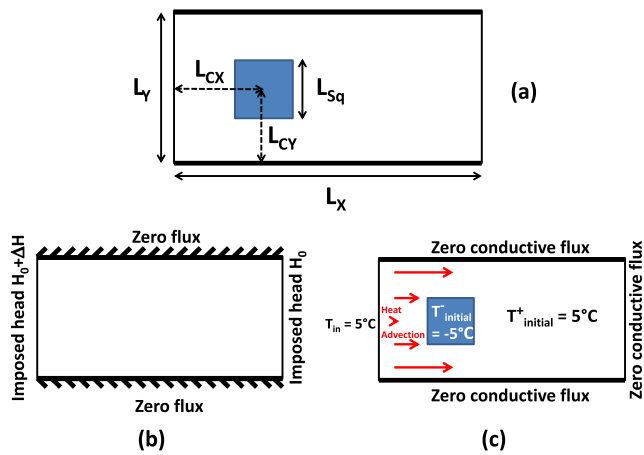 L_Y
L_CX
L_Sq
L_CY
(a)
L_X
Imposed head H_0+ΔH
Zero flux
Imposed head H_0
Zero flux
(b)
Zero conductive flux
T_in = 5°C
Heat
Advection
T^-_initial
= -5°C
T^+_initial = 5°C
Zero conductive flux
Zero conductive flux
(c)